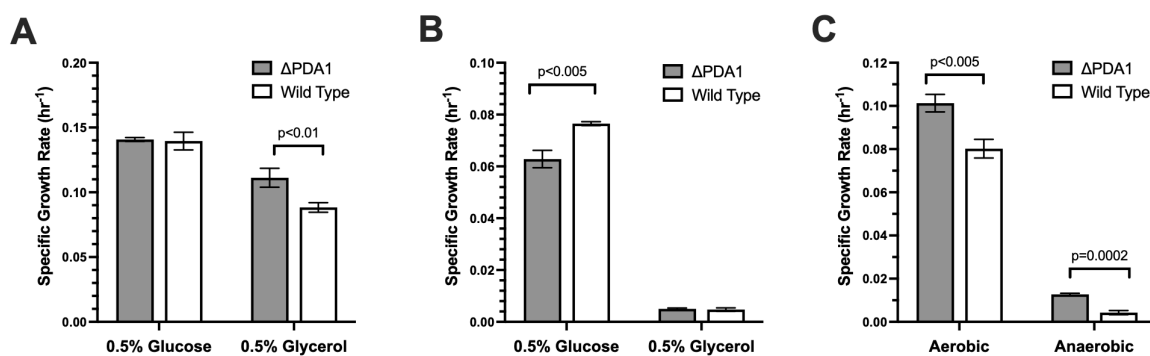 A
Specific Growth Rate (hr-1)
0.20
0.15
0.10
0.05
0.00
ΔPDA1
Wild Type
p<0.01
0.5% Glucose
0.5% Glycerol
B
Specific Growth Rate (hr-1)
0.10
0.08
0.06
0.04
0.02
0.00
p<0.005
ΔPDA1
Wild Type
0.5% Glucose
0.5% Glycerol
C
Specific Growth Rate (hr-1)
0.12
0.10
0.08
0.06
0.04
0.02
0.00
p<0.005
ΔPDA1
Wild Type
p=0.0002
Aerobic
Anaerobic